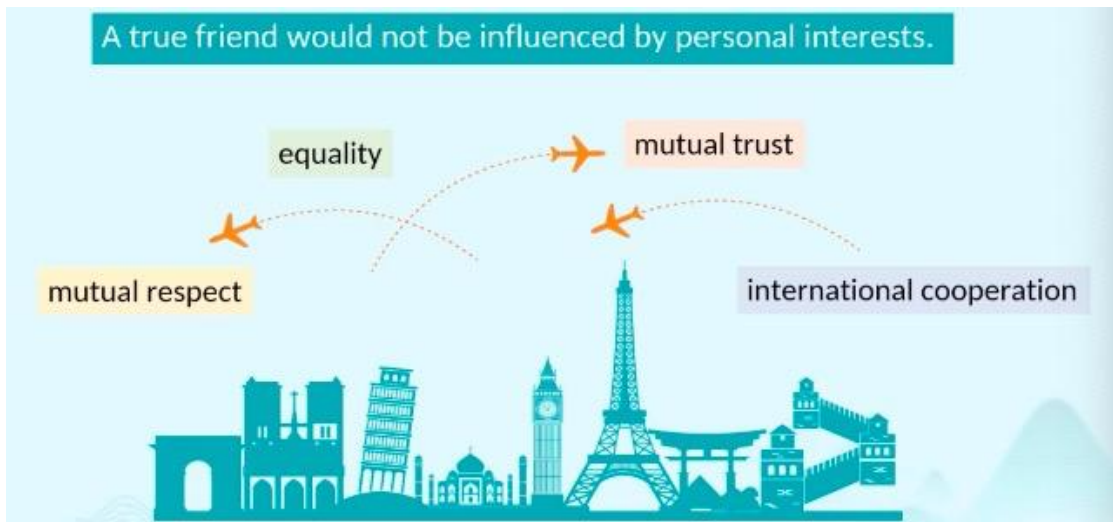 A true friend would not be influenced by personal interests.
equality
mutual trust
mutual respect
international cooperation